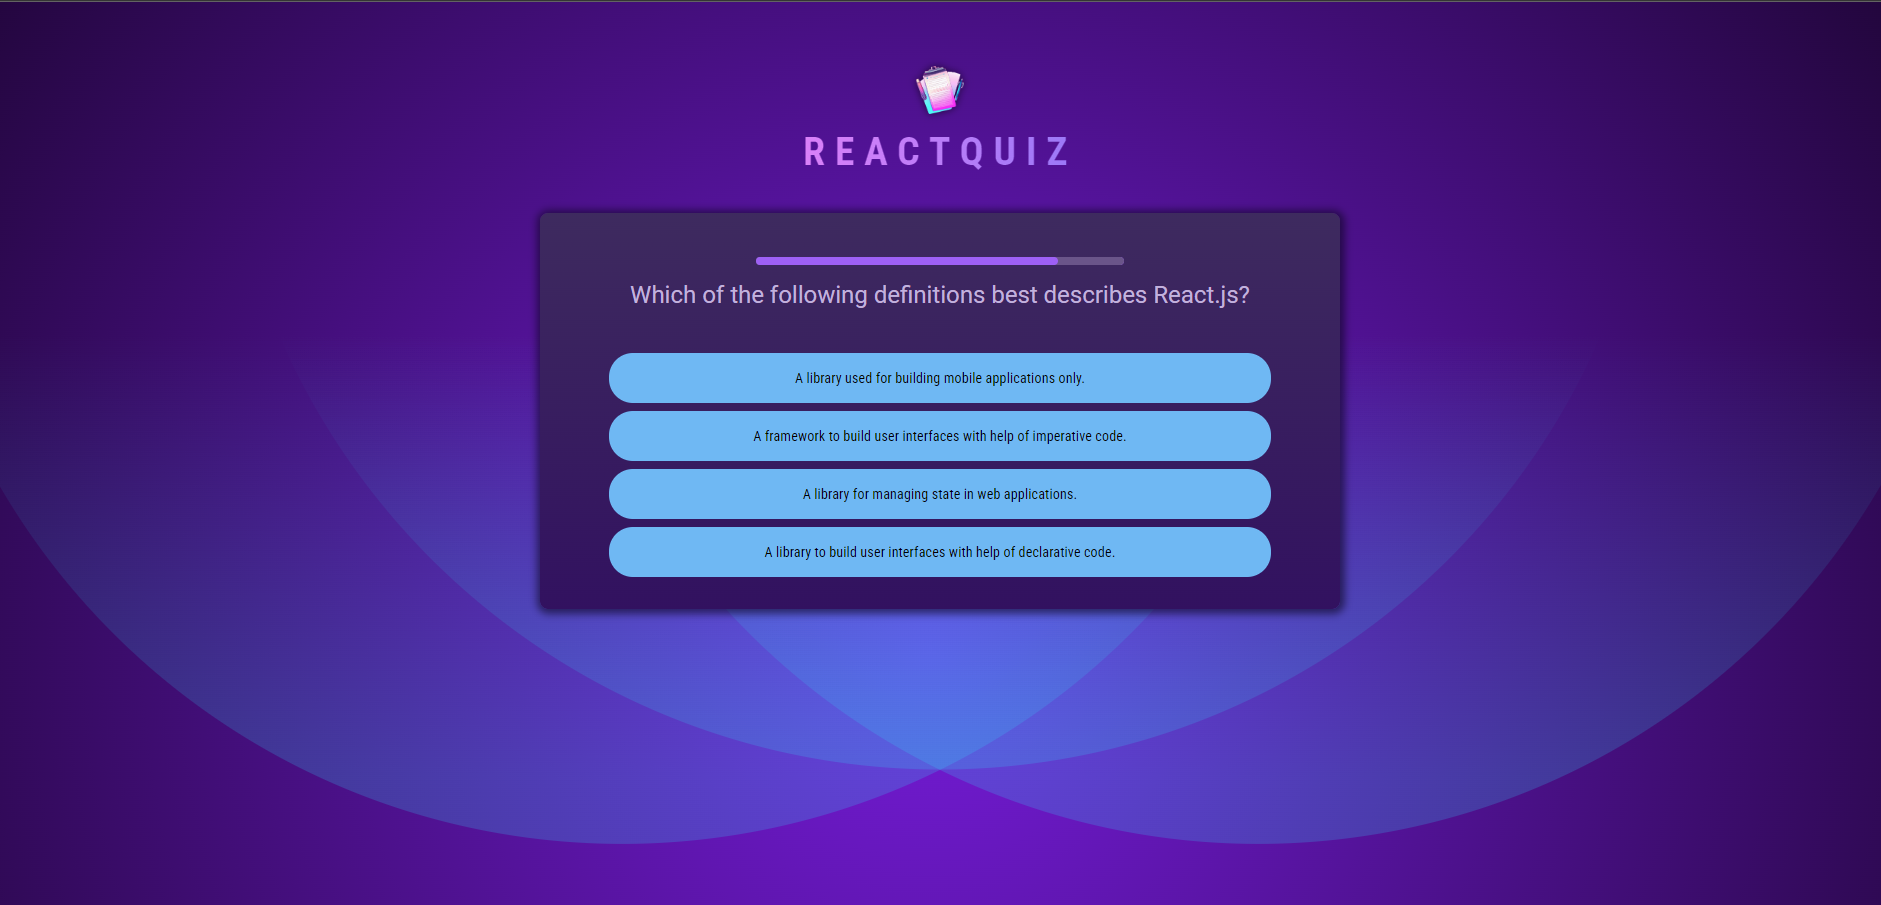 REACTQUIZ
Which of the following definitions best describes React.js?
A library used for building mobile applications only.
A framework to build user interfaces with help of imperative code.
A library for managing state in web applications.
A library to build user interfaces with help of declarative code.